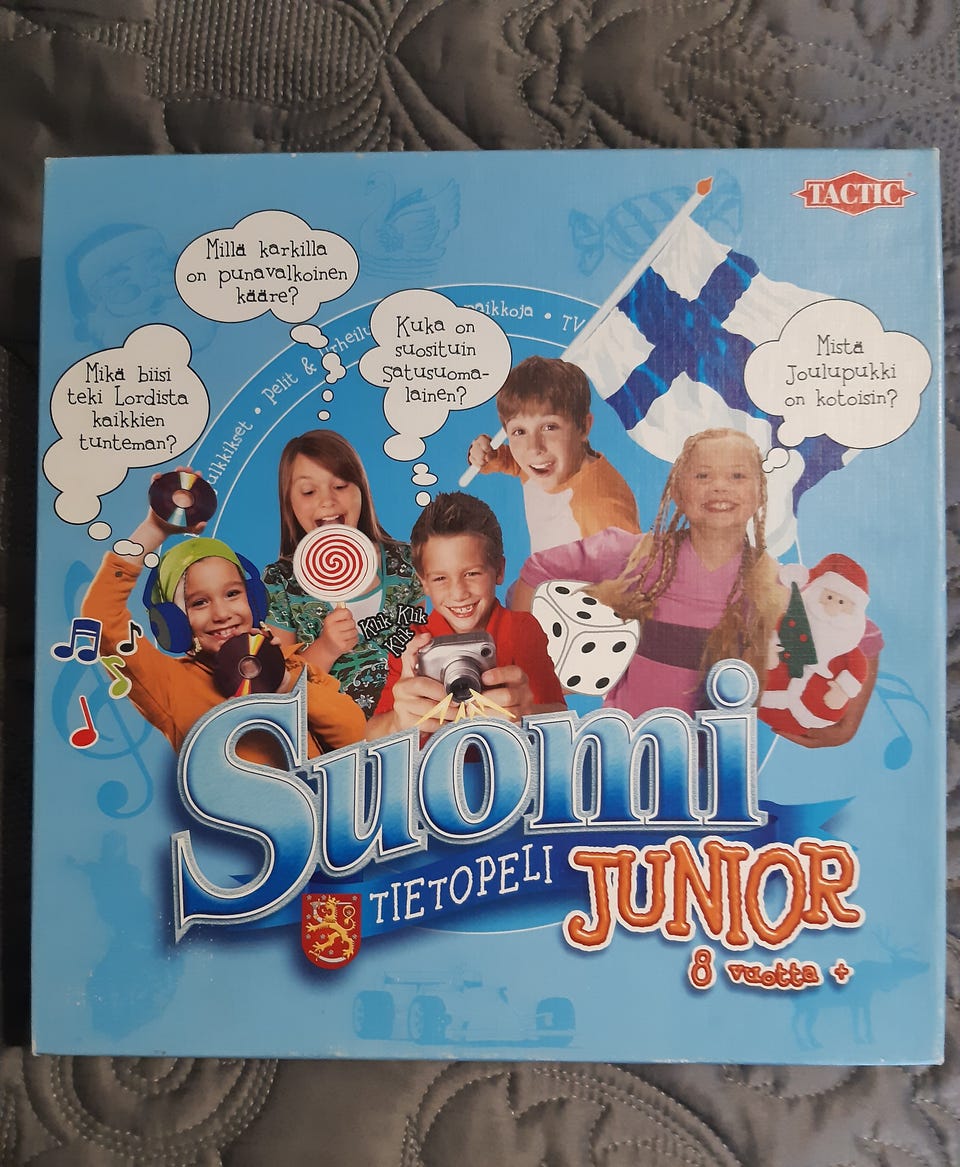 TACTIC
Millä karkilla
on punavalkoinen
kääre?
Kuka on
suosituin
satusuoma-
lainen?
Mistä
Joulupukki
on kotoisin?
Mikä biisi
teki Lordista
kaikkien
tunteman?
pelit &
paikkoja • TV
Klik Klik
Klik
Suomi
TIETOPELI
JUNIOR
8 vuotta +